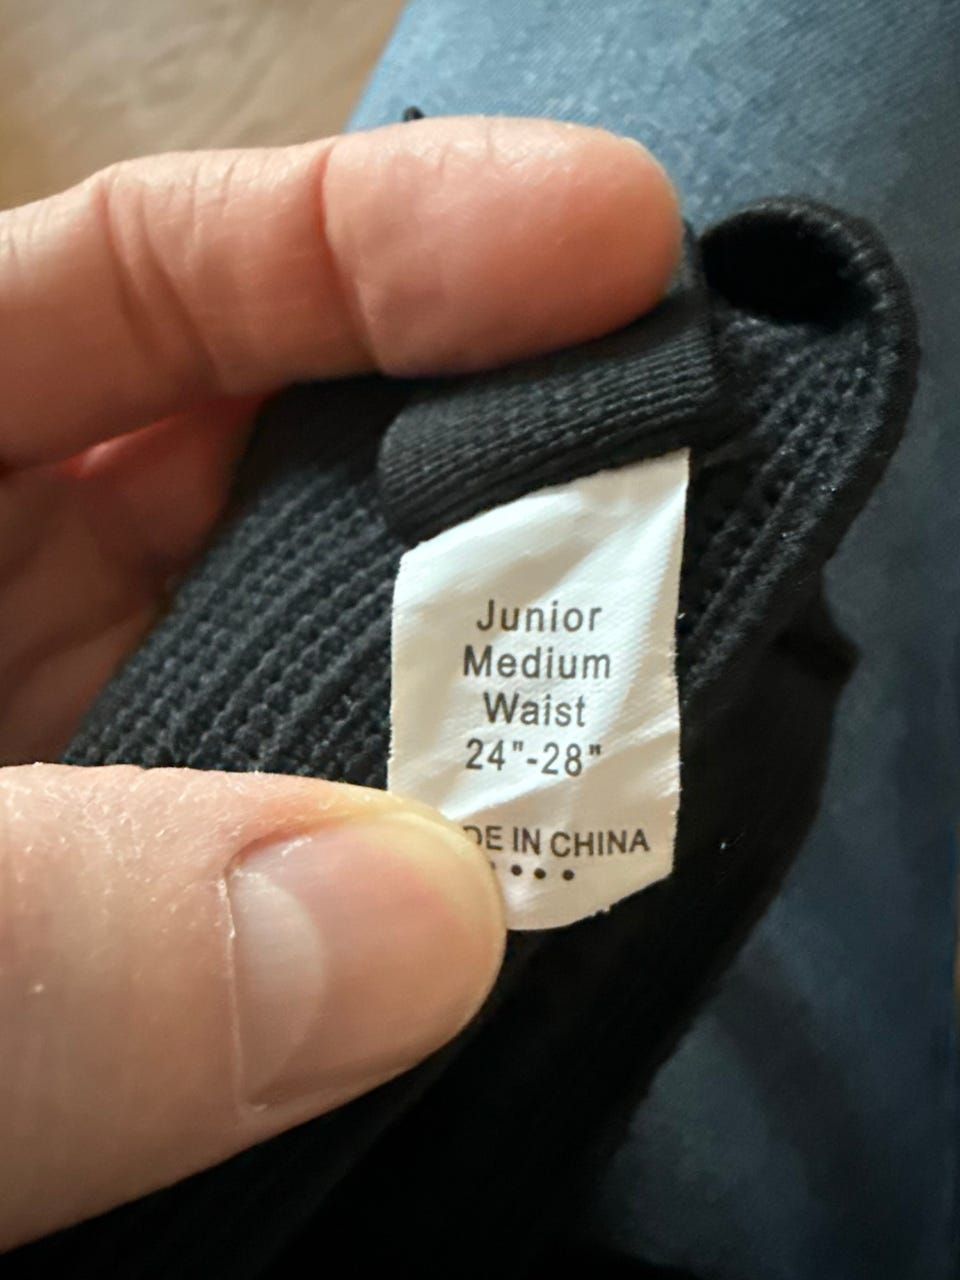 Junior
Medium
Waist
24"-28"
DE IN CHINA